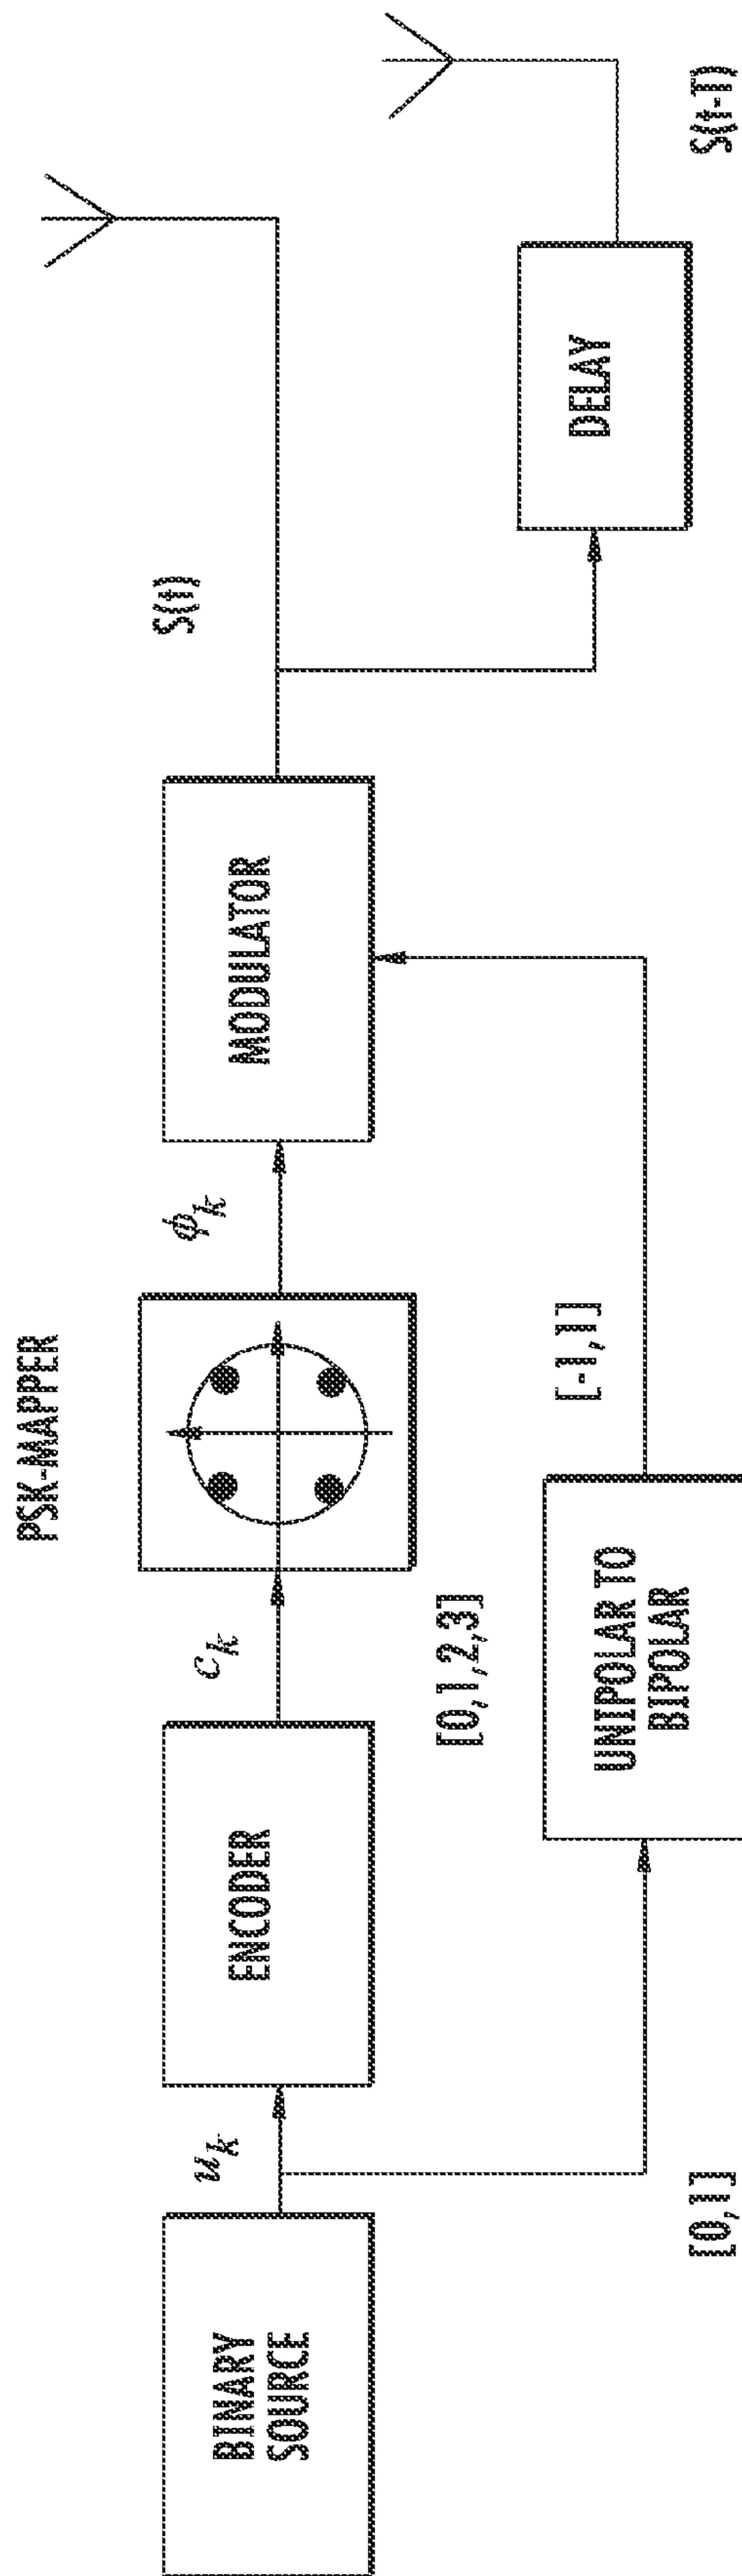 BINARY
SOURCE
u_k
[0,1]
ENCODER
c_k
[0,1,2,3]
UNIPOLAR TO
BIPOLAR
[-1,1]
PSK-MAPPER
ϕ_k
MODULATOR
S(t)
DELAY
S(t-T)